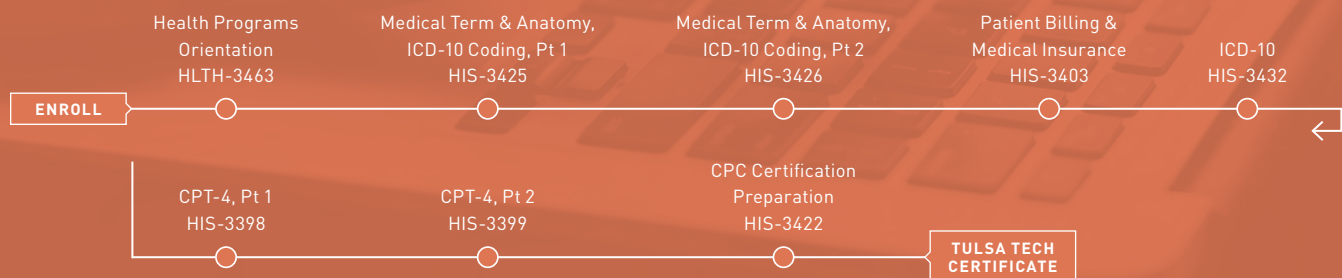 Health Programs
Orientation
HLTH-3463
Medical Term & Anatomy,
ICD-10 Coding, Pt 1
HIS-3425
Medical Term & Anatomy,
ICD-10 Coding, Pt 2
HIS-3426
Patient Billing &
Medical Insurance
HIS-3403
ICD-10
HIS-3432
ENROLL
CPT-4, Pt 1
HIS-3398
CPT-4, Pt 2
HIS-3399
CPC Certification
Preparation
HIS-3422
TULSA TECH
CERTIFICATE